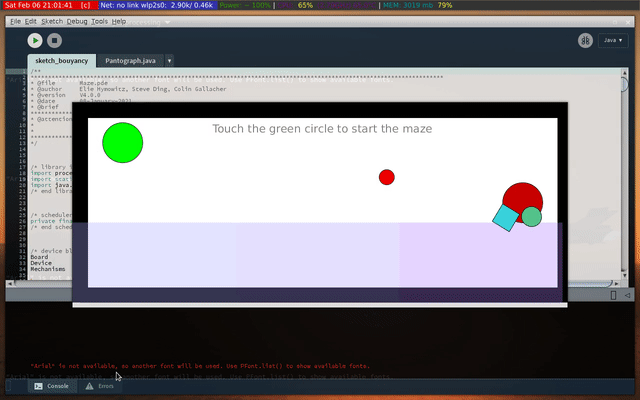 Sat Feb 06 21:01:41 [c] Net: no link wlp2s0: 2.90k/ 0.46k Power: ~ 100% | 65% | MEM: 3019 mb 79%
File Edit Sketch Debug Tools Help
Java ▾
sketch_bouyancy Pantograph.java ▾
1 /**
* @file Maze.pde
* @author Elie Hymowitz, Steve Ding, Colin Gallacher
* @version V4.0.0
* @date 08-January-2021
* @brief
* @attention
*
*
*/
Touch the green circle to start the maze
/* library i
import proce
import stati
import java.
/* end libra
/* scheduler
private fina
/* end sched
/* device bl
Board
Device
Mechanisms
"Arial" is not available, so another font will be used. Use PFont.list() to show available fonts.
Console Errors